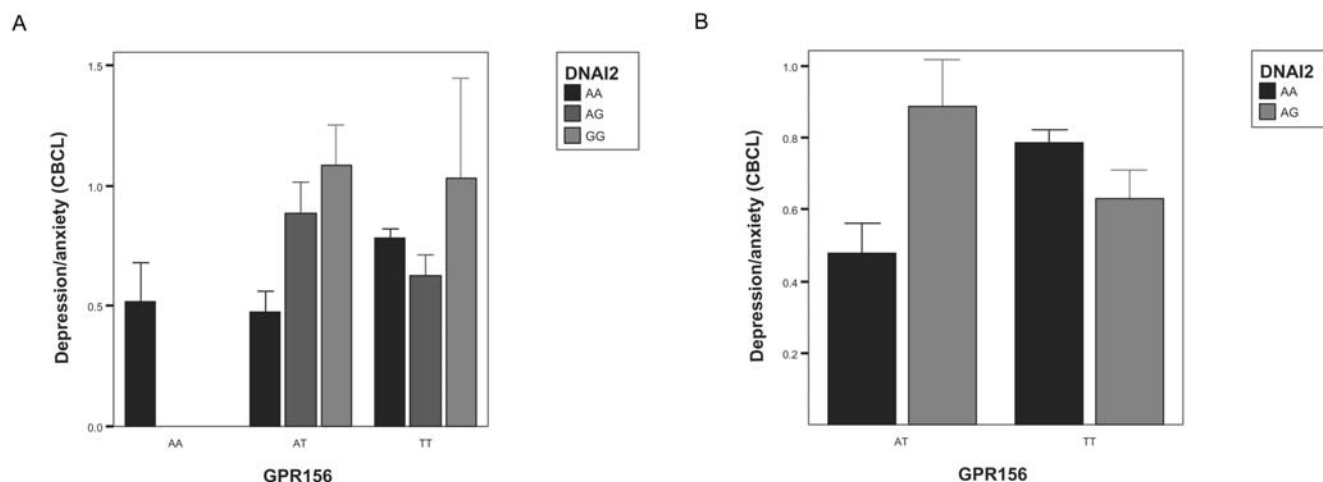 A
Depression/anxiety (CBCL)
1.5
1.0
0.5
0.0
AA
AT
TT
GPR156
DNAI2
AA
AG
GG
B
Depression/anxiety (CBCL)
1.0
0.8
0.6
0.4
0.2
AT
TT
GPR156
DNAI2
AA
AG